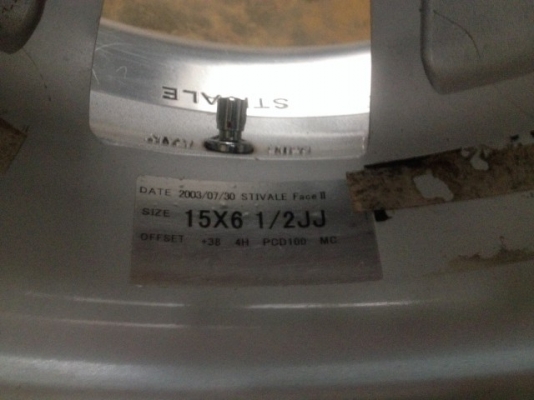 STIVALE
DATE 2003/07/30 STIVALE Face II
SIZE 15X6 1/2JJ
OFFSET +38 4H PCD100 MC